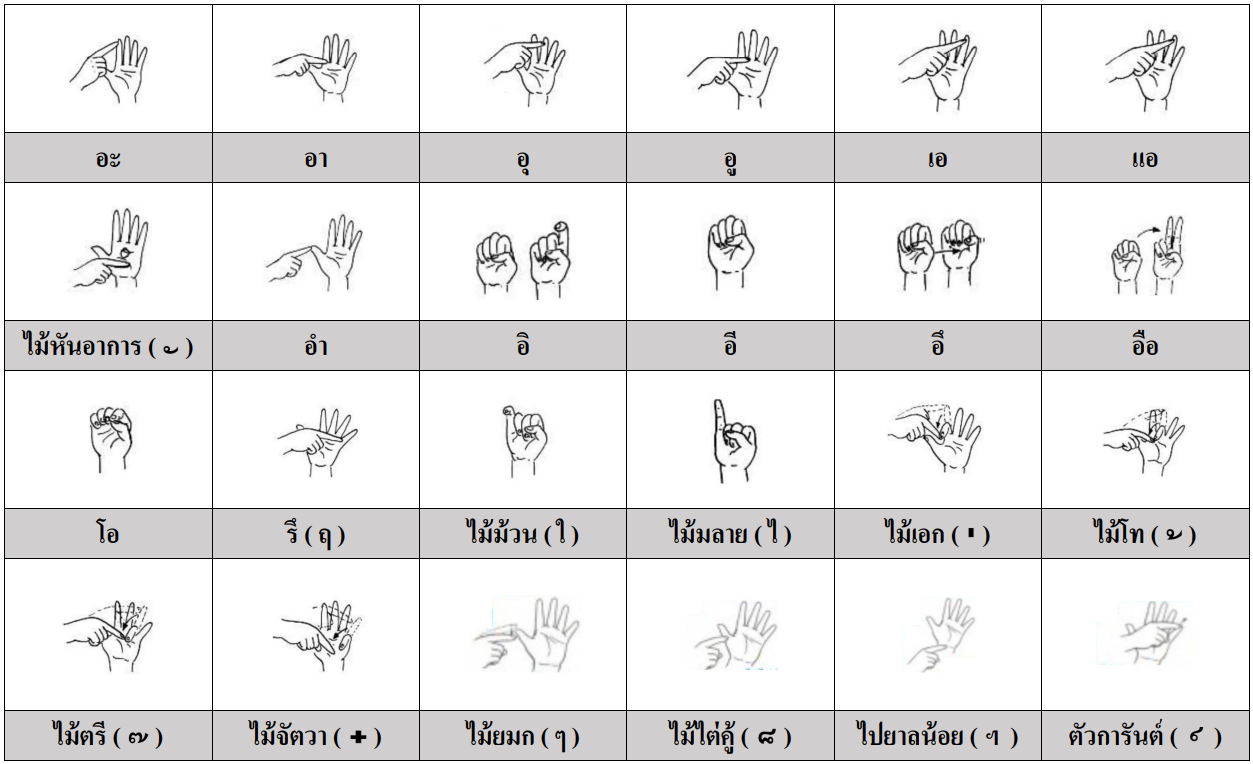 อะ อา อุ อู เอ แอ
ไม้หันอาการ ( ั ) อำ อิ อี อึ อือ
โอ รึ ( ฤ ) ไม้ม้วน ( ใ ) ไม้มลาย ( ไ ) ไม้เอก ( ่ ) ไม้โท ( ้ )
ไม้ตรี ( ๊ ) ไม้จัตวา ( ๋ ) ไม้ยมก ( ๆ ) ไม้ไต่คู้ ( ็ ) ไปยาลน้อย ( ฯ ) ตัวการันต์ ( ์ )